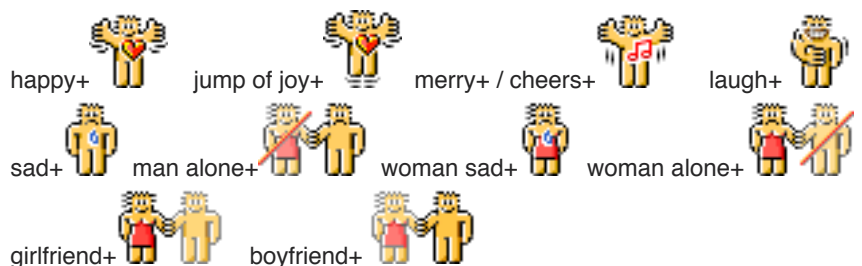 happy+ jump of joy+ merry+ / cheers+ laugh+
sad+ man alone+ woman sad+ woman alone+
girlfriend+ boyfriend+